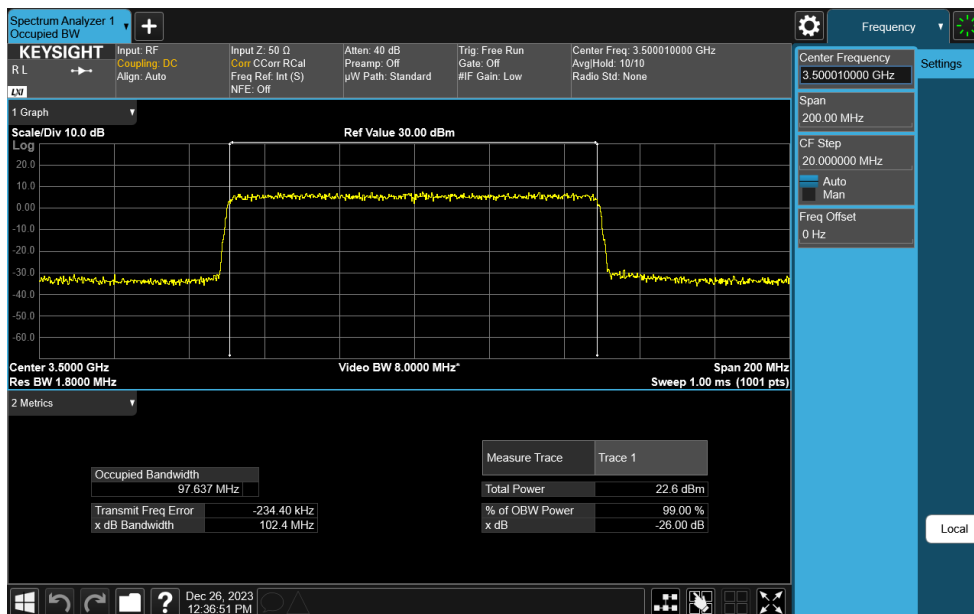 Spectrum Analyzer 1
Occupied BW
Frequency
KEYSIGHT
R L
LXI
Input: RF
Coupling: DC
Align: Auto
Input Z: 50 Ω
Corr CCorr RCal
Freq Ref: Int (S)
NFE: Off
Atten: 40 dB
Preamp: Off
µW Path: Standard
Trig: Free Run
Gate: Off
#IF Gain: Low
Center Freq: 3.500010000 GHz
Avg|Hold: 10/10
Radio Std: None
Center Frequency
3.500010000 GHz
Settings
Span
200.00 MHz
CF Step
20.000000 MHz
Auto
Man
Freq Offset
0 Hz
Local
1 Graph
Scale/Div 10.0 dB
Ref Value 30.00 dBm
Log
20.0
10.0
0.00
-10.0
-20.0
-30.0
-40.0
-50.0
-60.0
Center 3.5000 GHz
Video BW 8.0000 MHz*
Span 200 MHz
Res BW 1.8000 MHz
Sweep 1.00 ms (1001 pts)
2 Metrics
Measure Trace
Trace 1
Occupied Bandwidth
97.637 MHz
Total Power
22.6 dBm
Transmit Freq Error
-234.40 kHz
% of OBW Power
99.00 %
x dB Bandwidth
102.4 MHz
x dB
-26.00 dB
?
Dec 26, 2023
12:36:51 PM